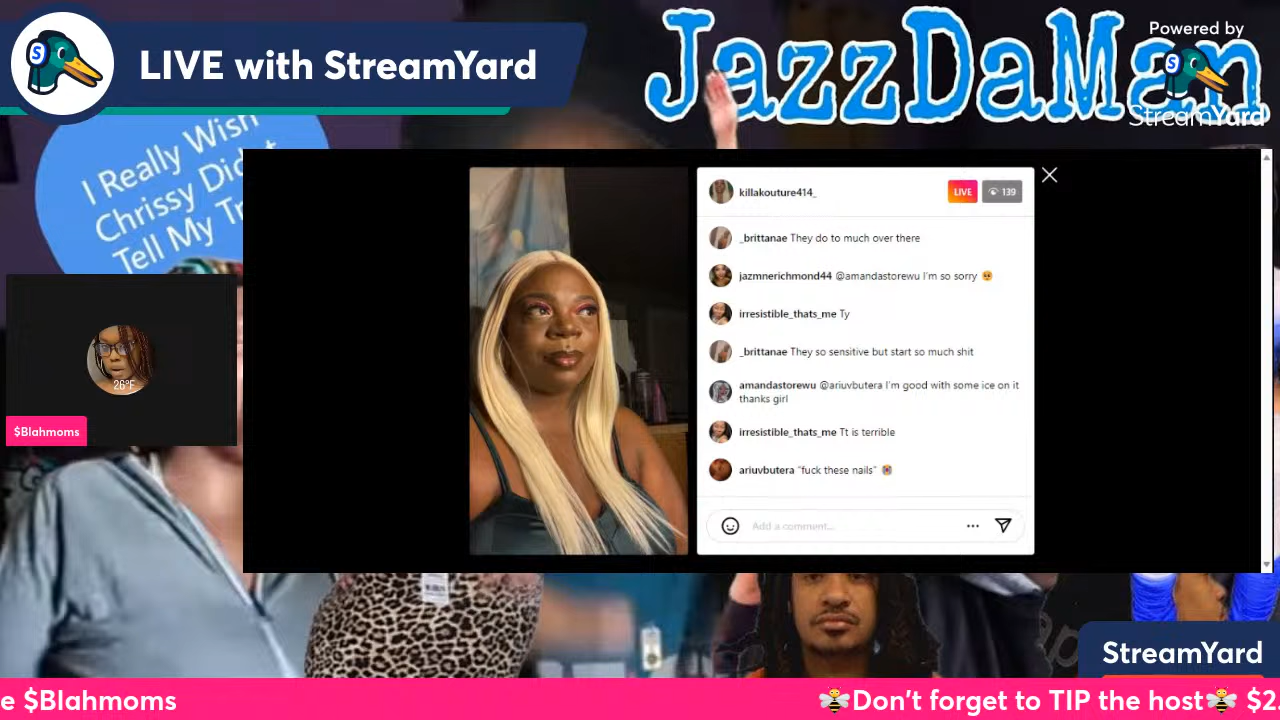 LIVE with StreamYard
JazzDaMan
Powered by
StreamYard
I Really Wish
Chrissy
Tell My
26°F
$Blahmoms
killakouture414_
LIVE
139
_brittanae They do to much over there
jazmnerichmond44 @amandastorewu I'm so sorry 🥺
irresistible_thats_me Ty
_brittanae They so sensitive but start so much shit
amandastorewu @ariuvbutera I'm good with some ice on it
thanks girl
irresistible_thats_me Tt is terrible
ariuvbutera "fuck these nails" 😭
Add a comment...
StreamYard
e $Blahmoms
🐝Don't forget to TIP the host🐝 $2.